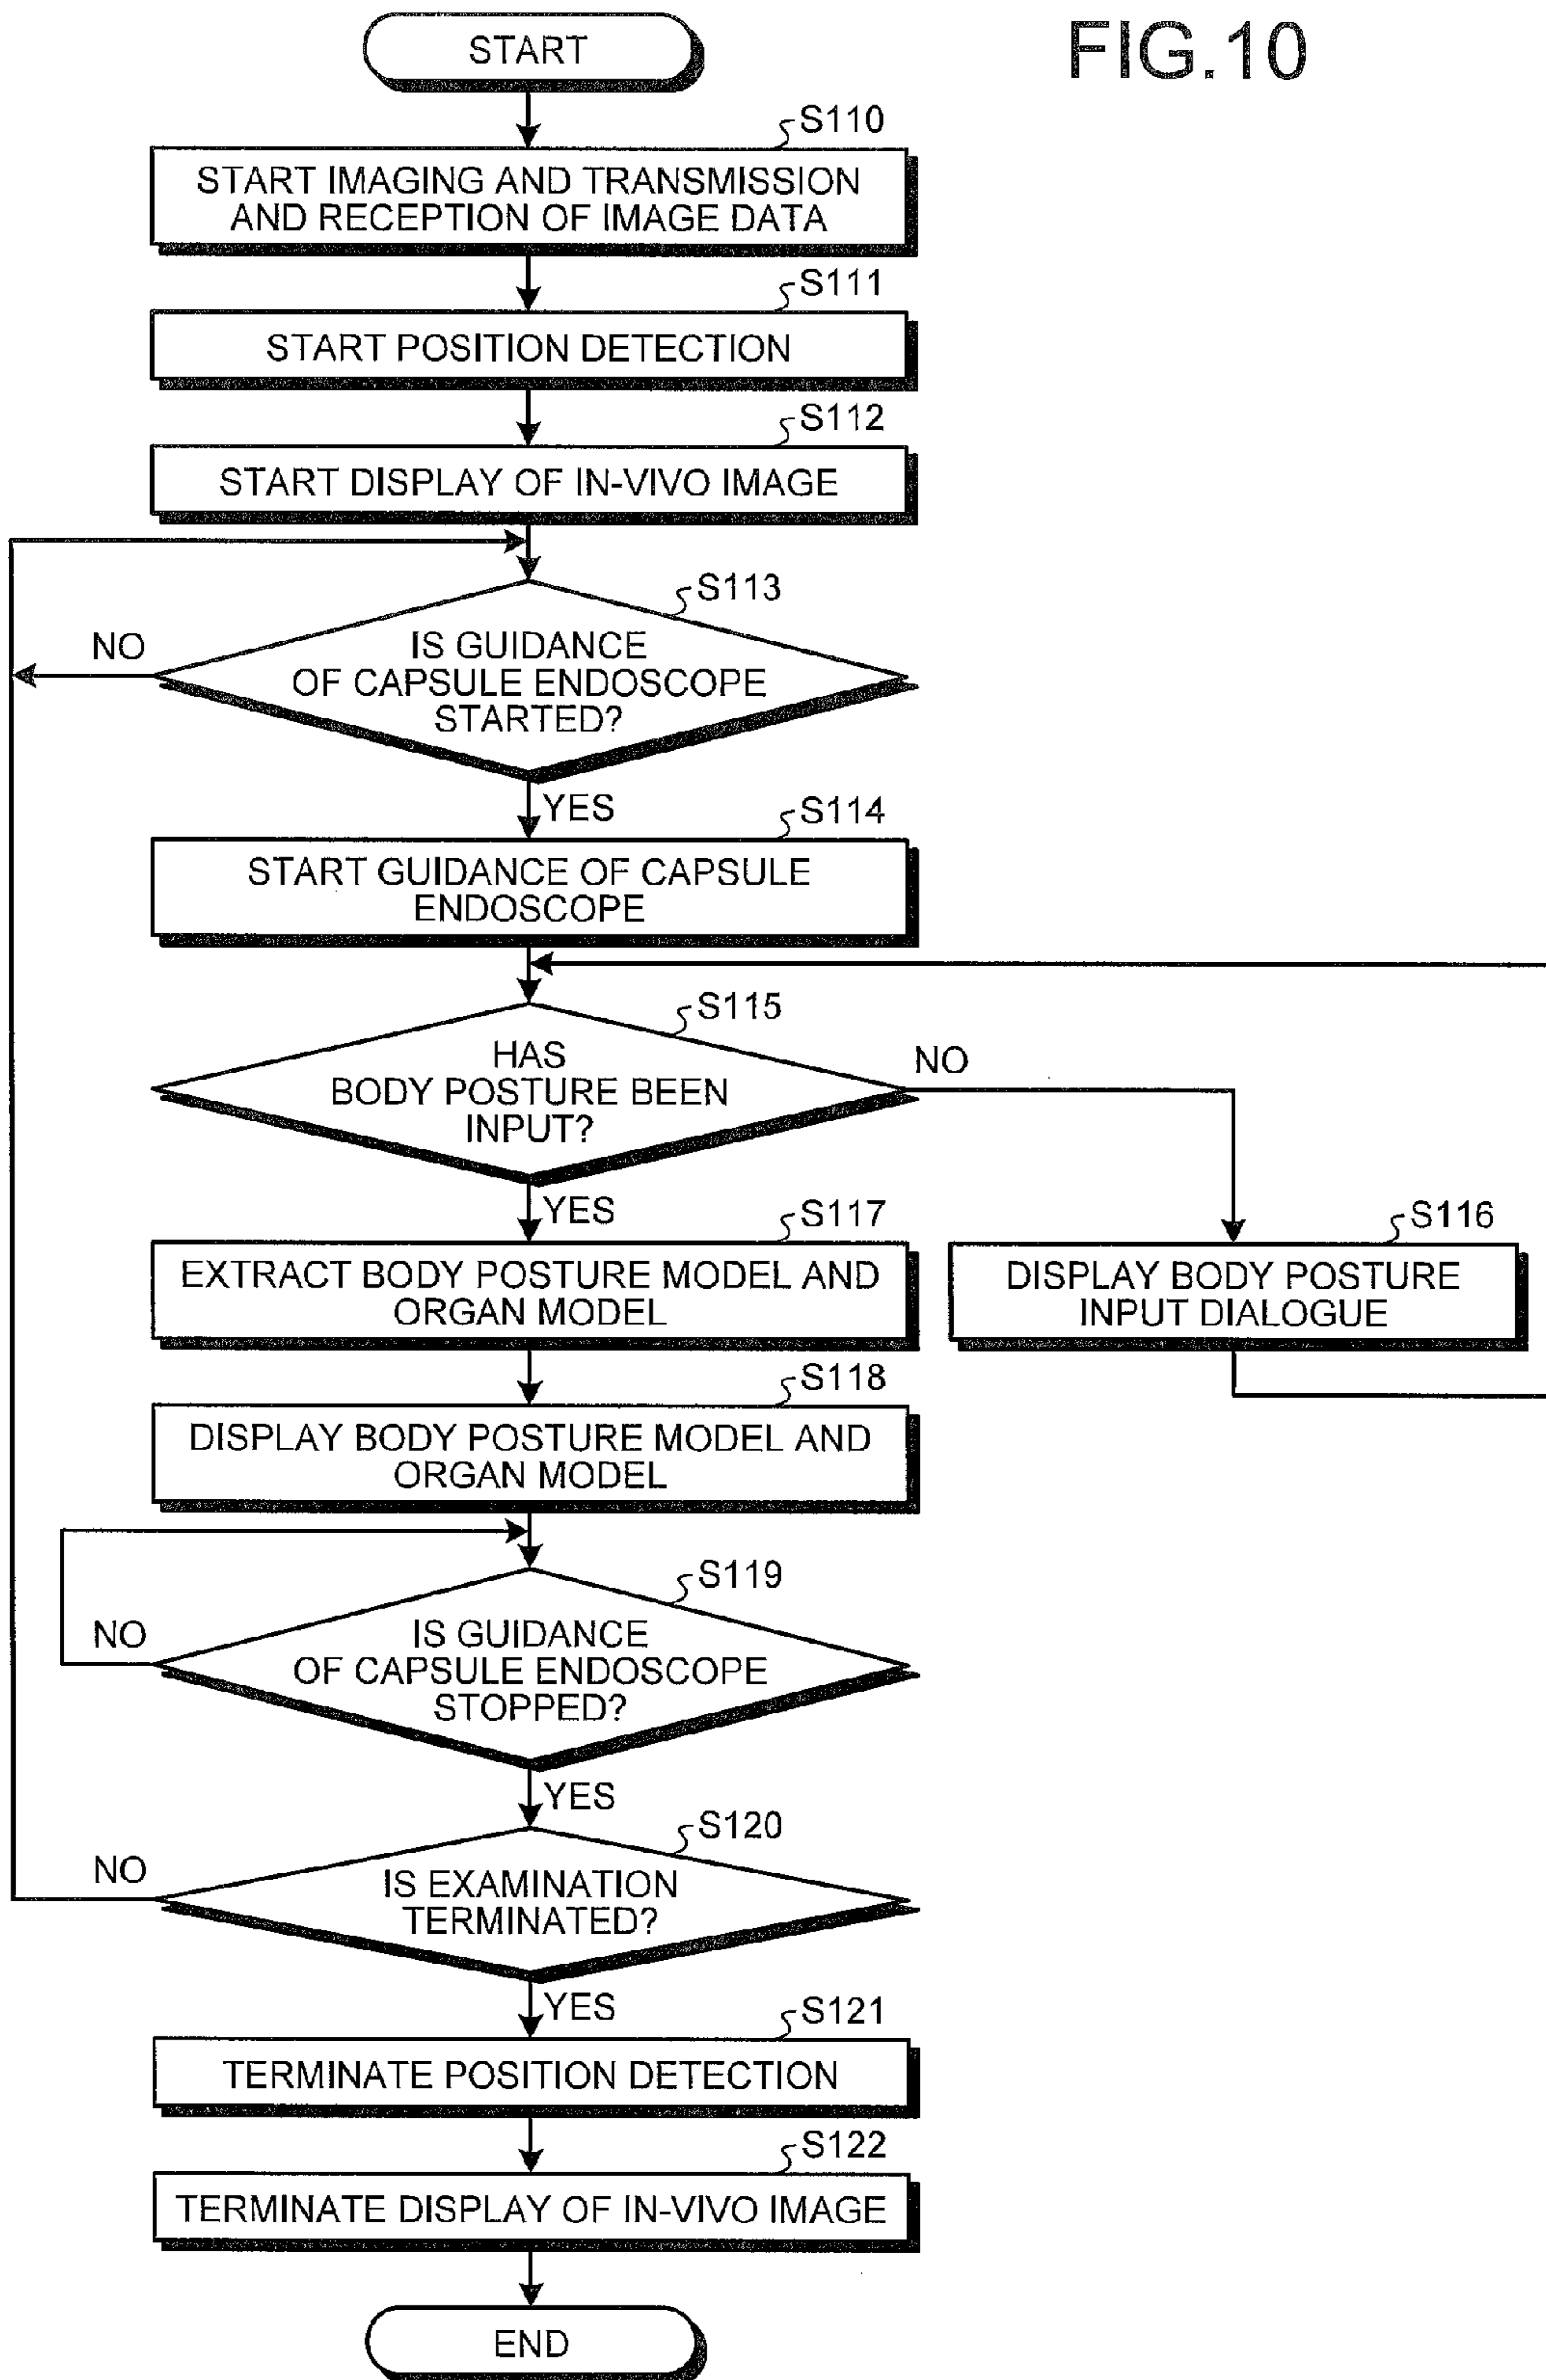 FIG.10
START
S110
START IMAGING AND TRANSMISSION
AND RECEPTION OF IMAGE DATA
S111
START POSITION DETECTION
S112
START DISPLAY OF IN-VIVO IMAGE
S113
NO
IS GUIDANCE
OF CAPSULE ENDOSCOPE
STARTED?
YES
S114
START GUIDANCE OF CAPSULE
ENDOSCOPE
S115
HAS
BODY POSTURE BEEN
INPUT?
NO
YES
S117
EXTRACT BODY POSTURE MODEL AND
ORGAN MODEL
S116
DISPLAY BODY POSTURE
INPUT DIALOGUE
S118
DISPLAY BODY POSTURE MODEL AND
ORGAN MODEL
S119
NO
IS GUIDANCE
OF CAPSULE ENDOSCOPE
STOPPED?
YES
S120
NO
IS EXAMINATION
TERMINATED?
YES
S121
TERMINATE POSITION DETECTION
S122
TERMINATE DISPLAY OF IN-VIVO IMAGE
END